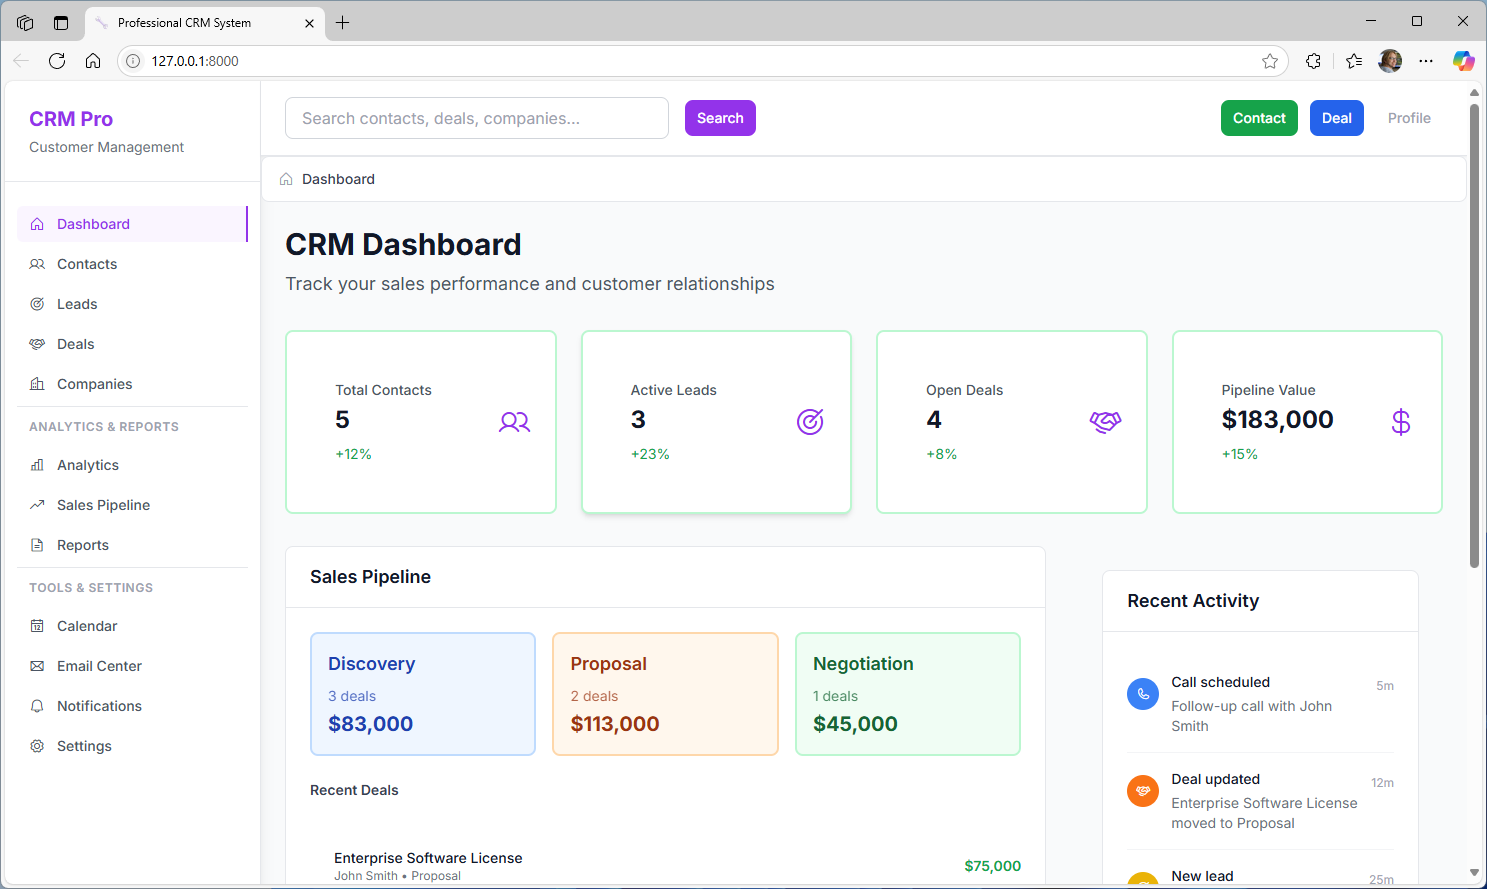 Professional CRM System
127.0.0.1:8000
CRM Pro
Customer Management
Search contacts, deals, companies...
Search
Contact
Deal
Profile
Dashboard
Dashboard
Contacts
Leads
Deals
Companies
ANALYTICS & REPORTS
Analytics
Sales Pipeline
Reports
TOOLS & SETTINGS
Calendar
Email Center
Notifications
Settings
CRM Dashboard
Track your sales performance and customer relationships
Total Contacts
5
+12%
Active Leads
3
+23%
Open Deals
4
+8%
Pipeline Value
$183,000
+15%
Sales Pipeline
Discovery
3 deals
$83,000
Proposal
2 deals
$113,000
Negotiation
1 deals
$45,000
Recent Deals
Enterprise Software License
John Smith • Proposal
$75,000
Recent Activity
Call scheduled
5m
Follow-up call with John
Smith
Deal updated
12m
Enterprise Software License
moved to Proposal
New lead
25m